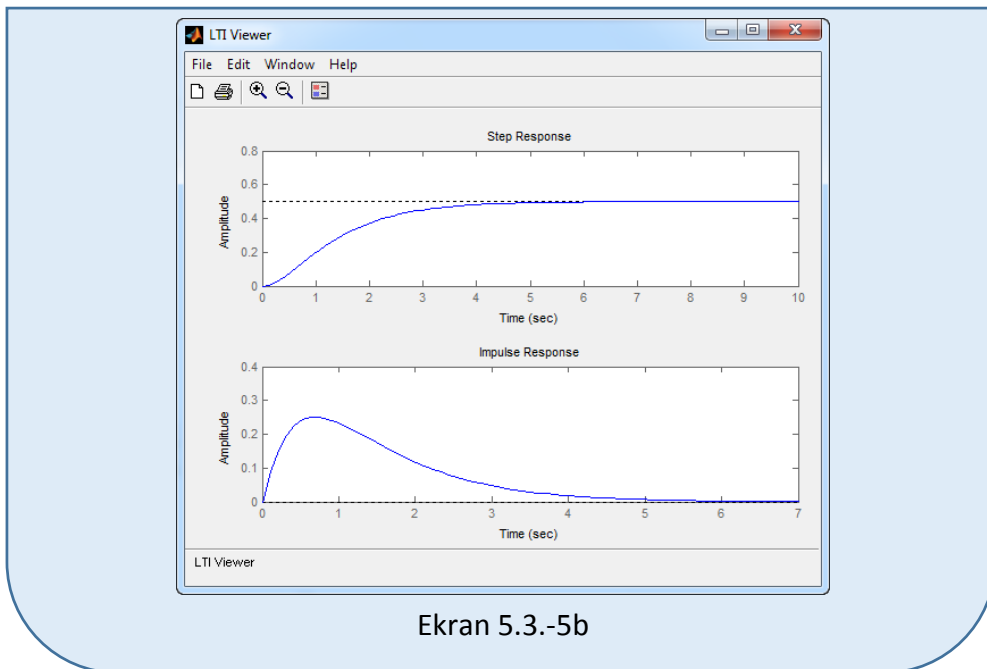 LTI Viewer
File Edit Window Help
Step Response
0.8
0.6
0.4
0.2
0
Amplitude
0 1 2 3 4 5 6 7 8 9 10
Time (sec)
Impulse Response
0.4
0.3
0.2
0.1
0
Amplitude
0 1 2 3 4 5 6 7
Time (sec)
LTI Viewer
Ekran 5.3.-5b